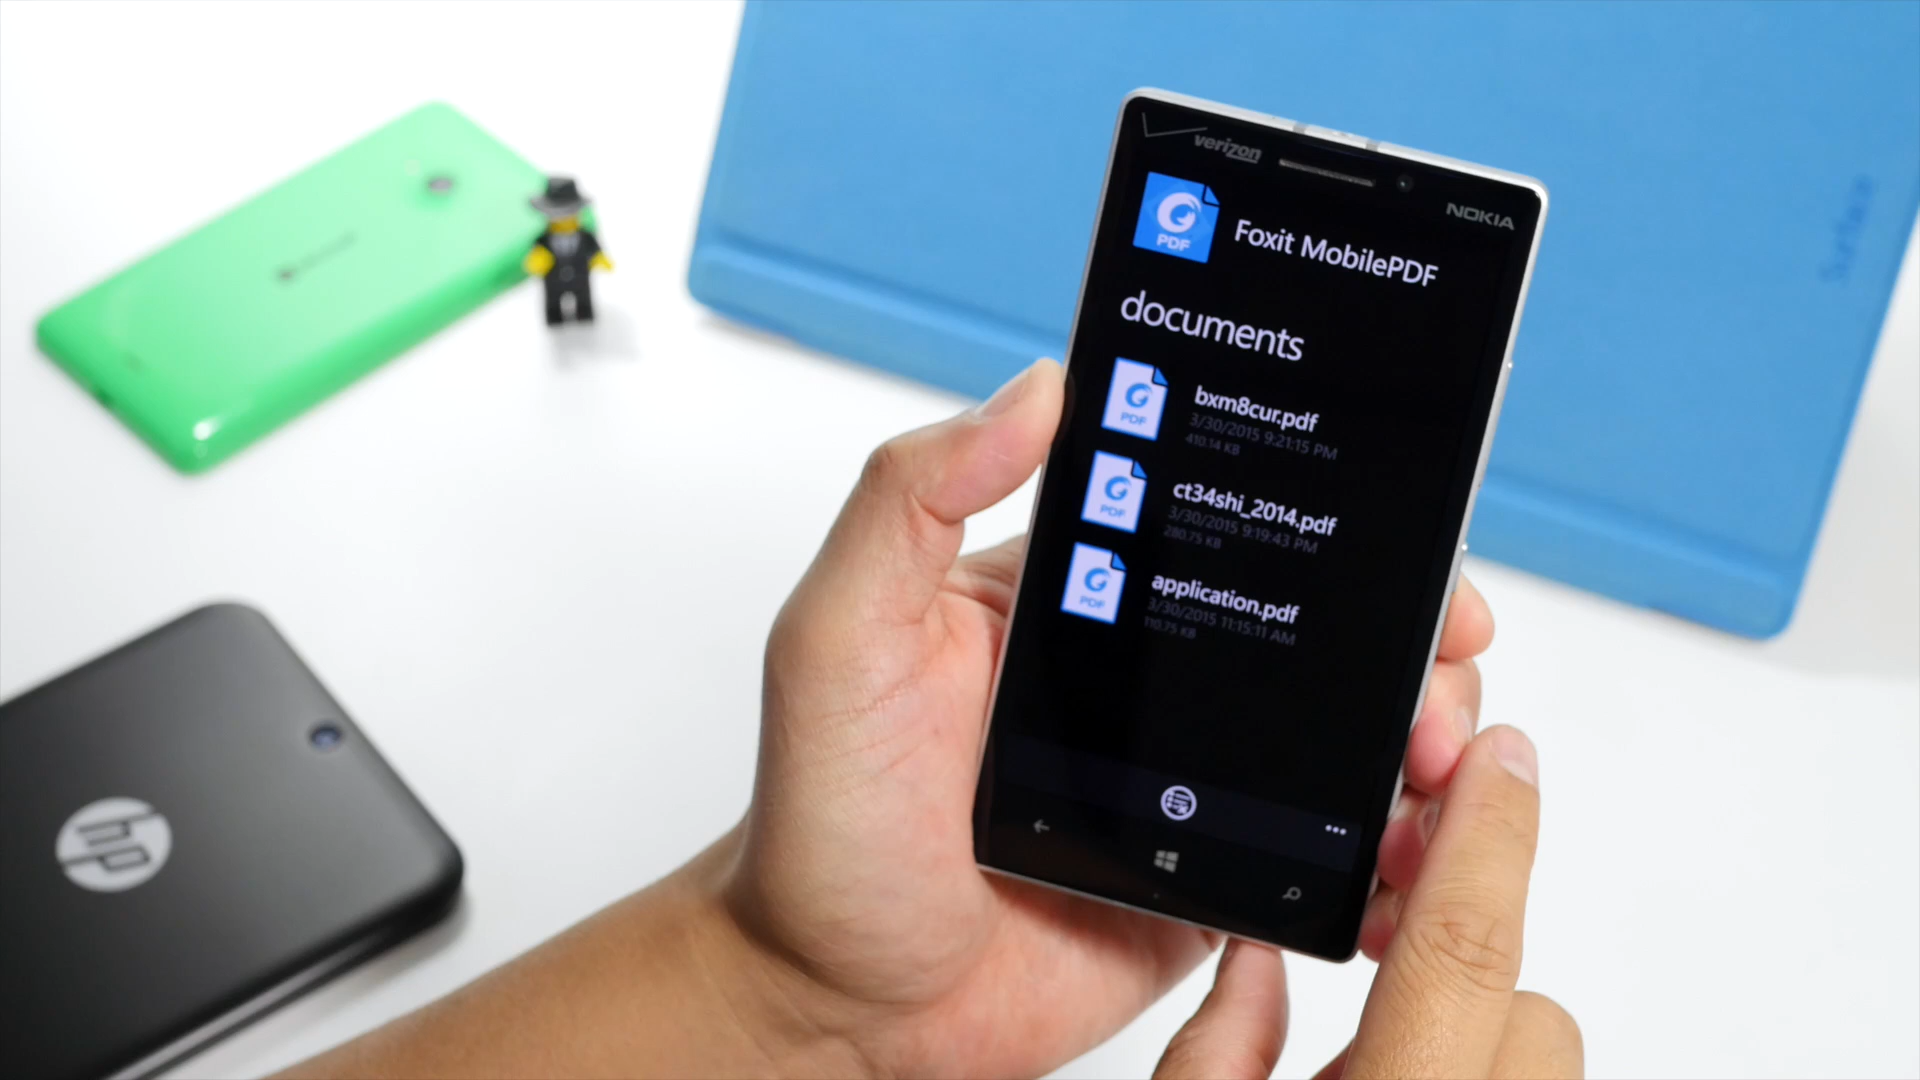 verizon
NOKIA
PDF
Foxit MobilePDF
documents
PDF
bxm8cur.pdf
3/30/2015 9:21:15 PM
410.14 KB
PDF
ct34shi_2014.pdf
3/30/2015 9:19:43 PM
280.75 KB
PDF
application.pdf
3/30/2015 11:15:11 AM
110.75 KB
hp
Surface